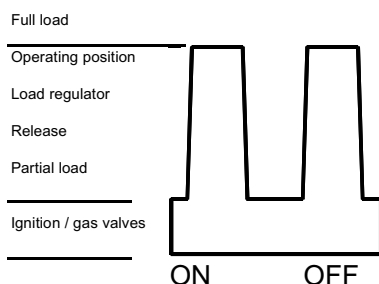 Full load
Operating position
Load regulator
Release
Partial load
Ignition / gas valves
ON OFF